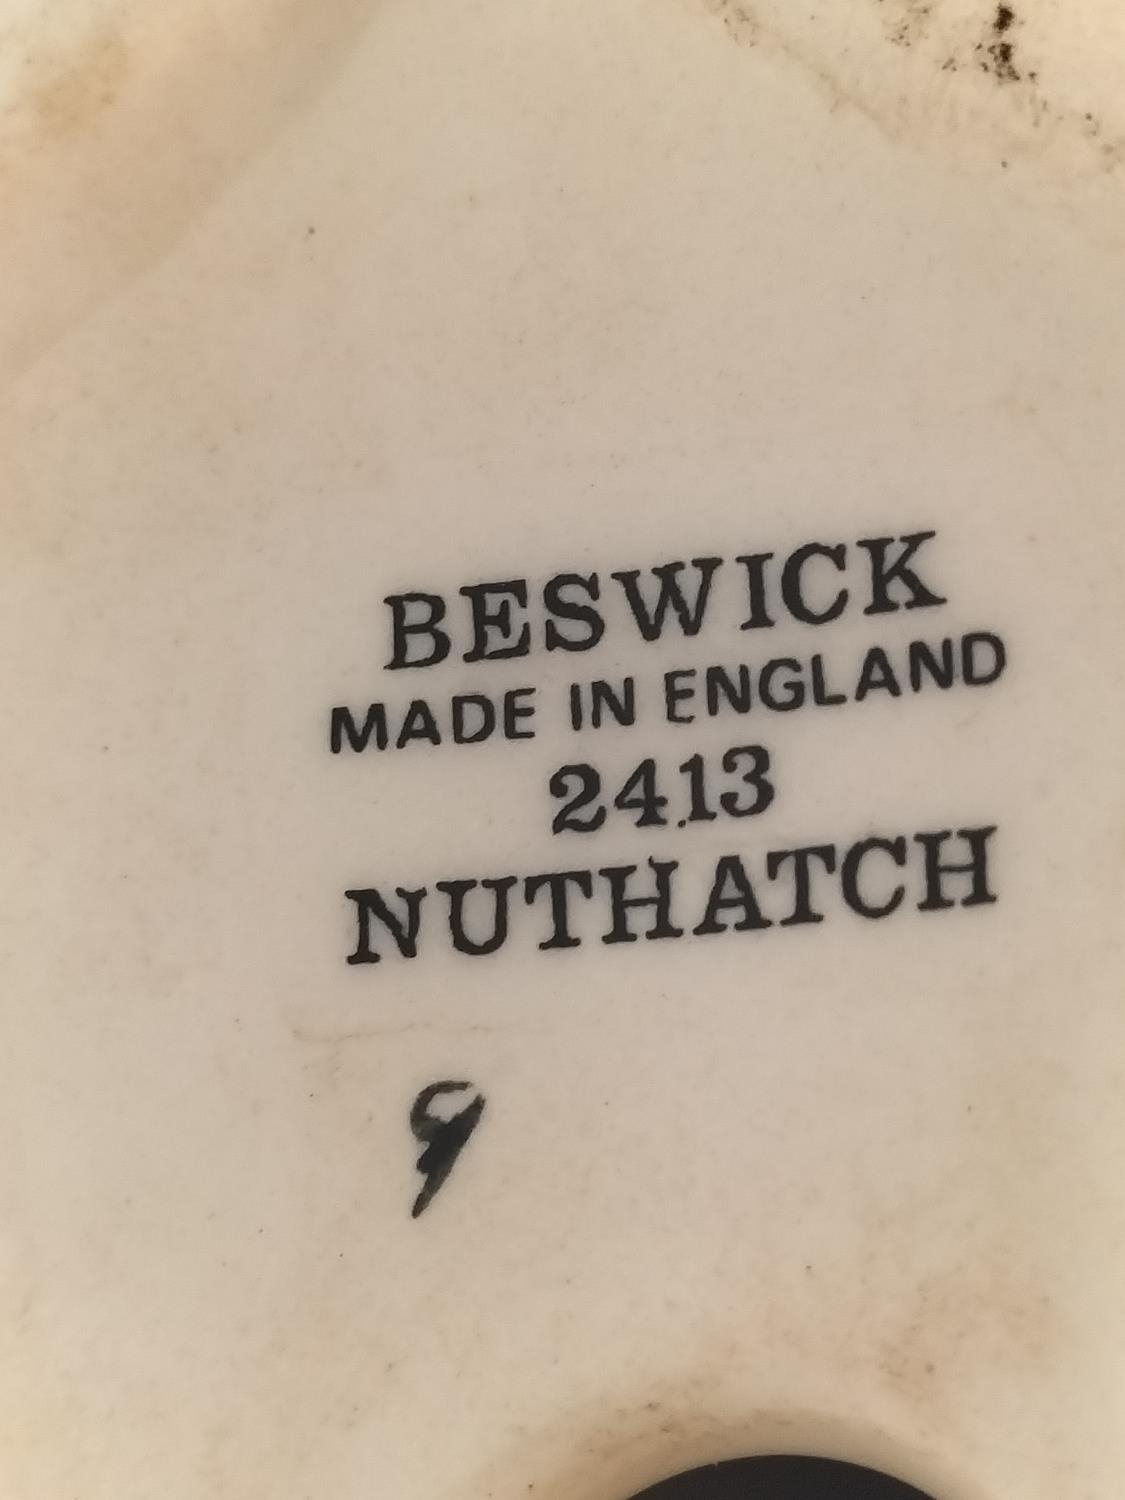 BESWICK
MADE IN ENGLAND
2413
NUTHATCH